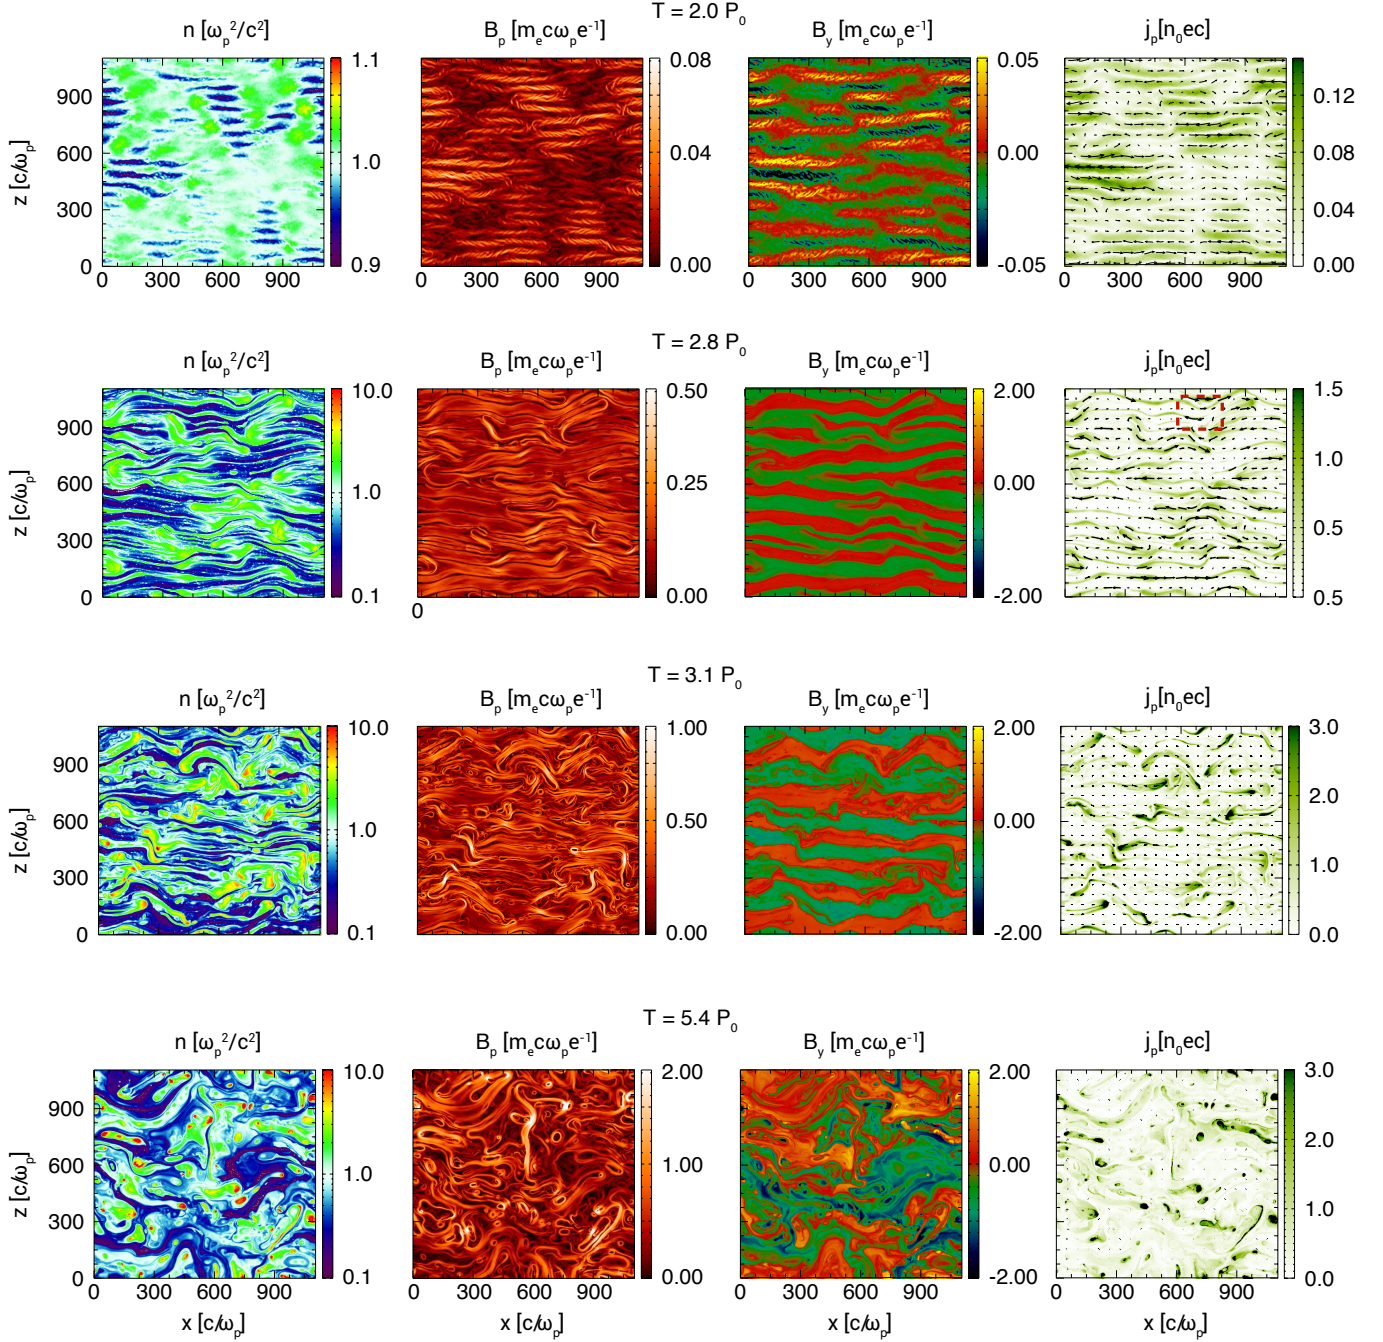 T = 2.0 P₀
n [ωₚ²/c²] Bₚ [mₑcωₚe⁻¹] B_y [mₑcωₚe⁻¹] jₚ[n₀ec]
1.1 0.08 0.05 0.12
900
600 1.0 0.04 0.00 0.08
z [c/ωₚ]
300 0.04
0 0.9 0.00 -0.05 0.00
0 300 600 900 0 300 600 900 0 300 600 900 0 300 600 900
T = 2.8 P₀
n [ωₚ²/c²] Bₚ [mₑcωₚe⁻¹] B_y [mₑcωₚe⁻¹] jₚ[n₀ec]
10.0 0.50 2.00 1.5
900
1.0
600 1.0 0.25 0.00
z [c/ωₚ]
300 0.5
0 0.1 0.00 -2.00 0.5
0
T = 3.1 P₀
n [ωₚ²/c²] Bₚ [mₑcωₚe⁻¹] B_y [mₑcωₚe⁻¹] jₚ[n₀ec]
10.0 1.00 2.00 3.0
900
2.0
600 1.0 0.50 0.00
z [c/ωₚ]
300 1.0
0 0.1 0.00 -2.00 0.0
T = 5.4 P₀
n [ωₚ²/c²] Bₚ [mₑcωₚe⁻¹] B_y [mₑcωₚe⁻¹] jₚ[n₀ec]
10.0 2.00 2.00 3.0
900
2.0
600 1.0 1.00 0.00
z [c/ωₚ]
300 1.0
0 0.1 0.00 -2.00 0.0
0 300 600 900 0 300 600 900 0 300 600 900 0 300 600 900
x [c/ωₚ] x [c/ωₚ] x [c/ωₚ] x [c/ωₚ]